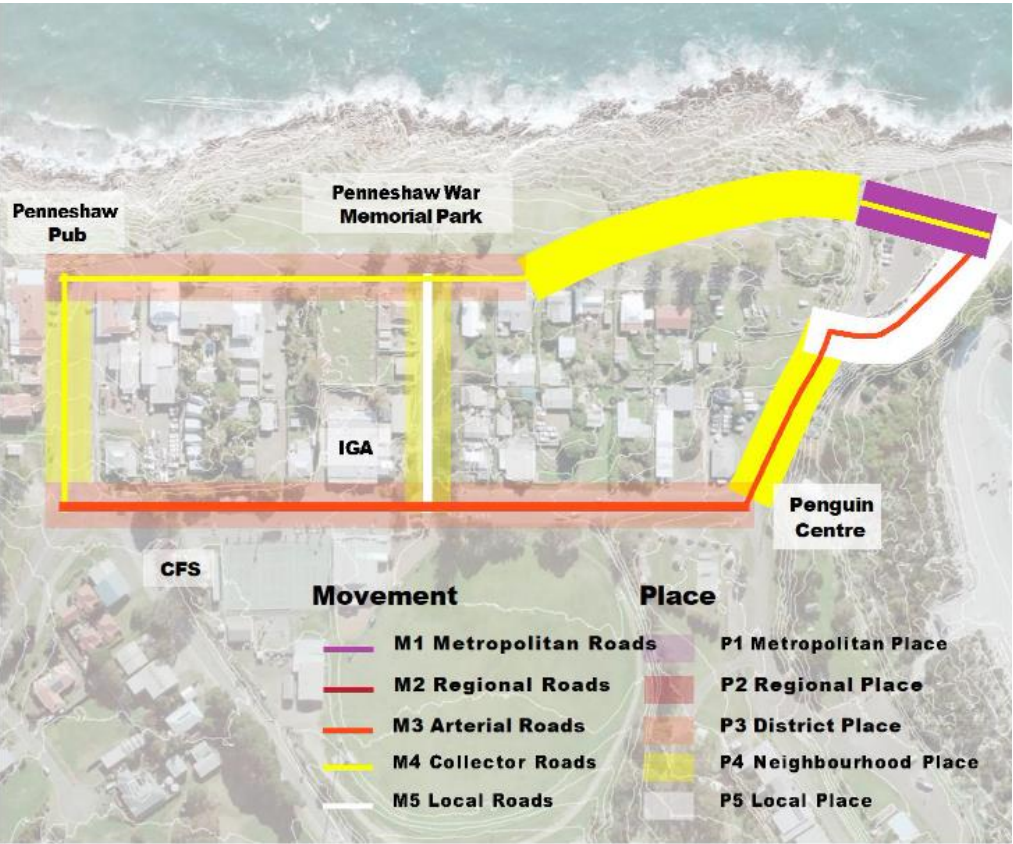 Penneshaw War
Memorial Park
Penneshaw
Pub
IGA
Penguin
Centre
CFS
Movement
M1 Metropolitan Roads
M2 Regional Roads
M3 Arterial Roads
M4 Collector Roads
M5 Local Roads
Place
P1 Metropolitan Place
P2 Regional Place
P3 District Place
P4 Neighbourhood Place
P5 Local Place